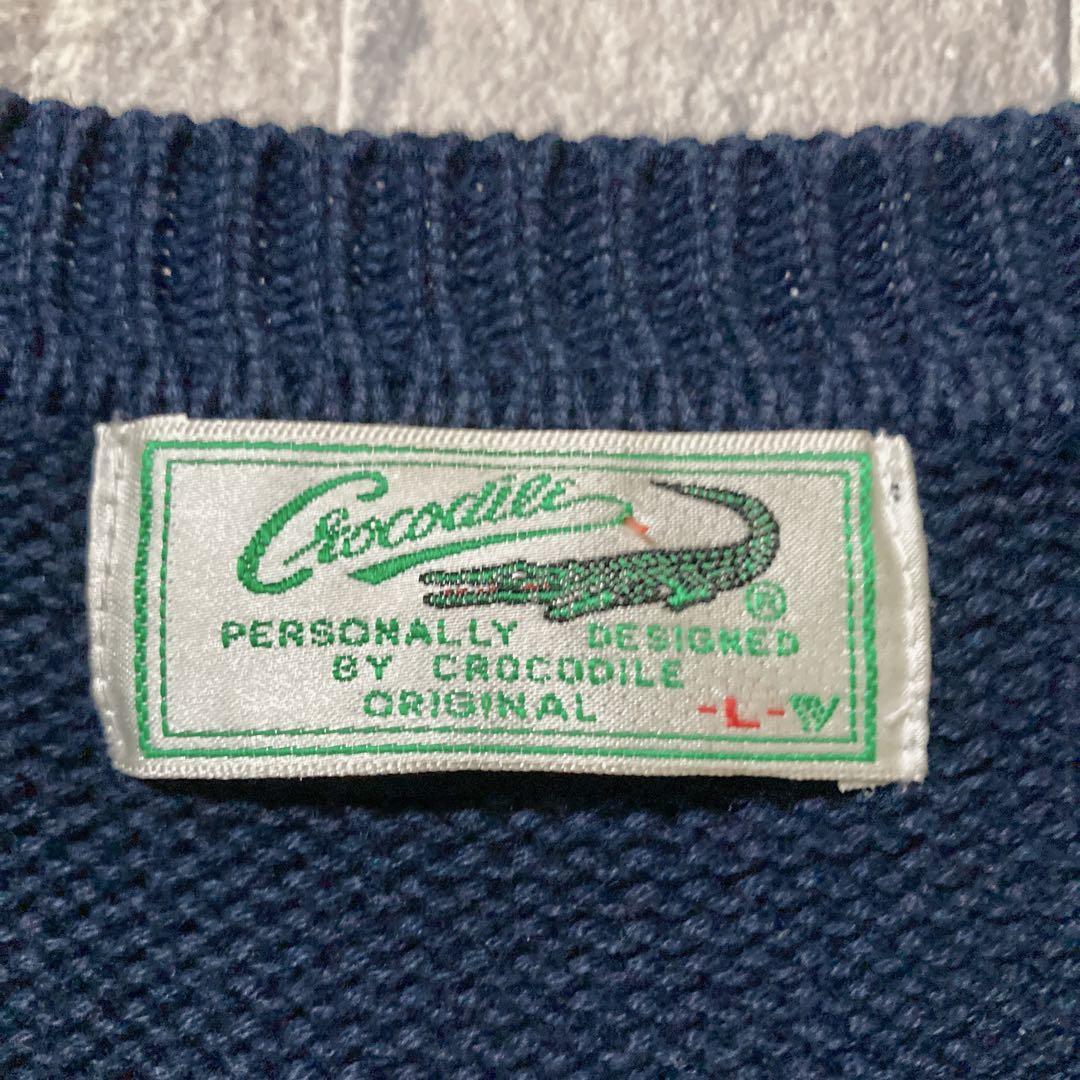 Crocodile
®
PERSONALLY DESIGNED
BY CROCODILE
ORIGINAL -L-